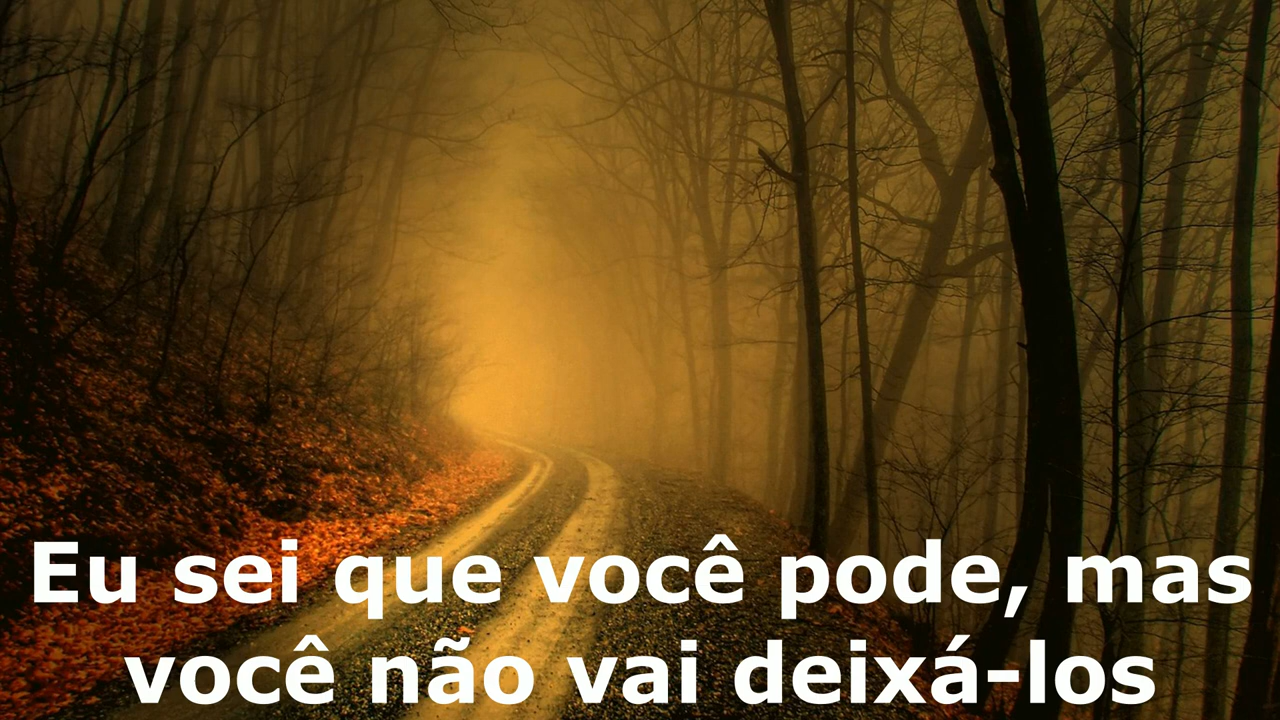 Eu sei que você pode, mas
você não vai deixá-los